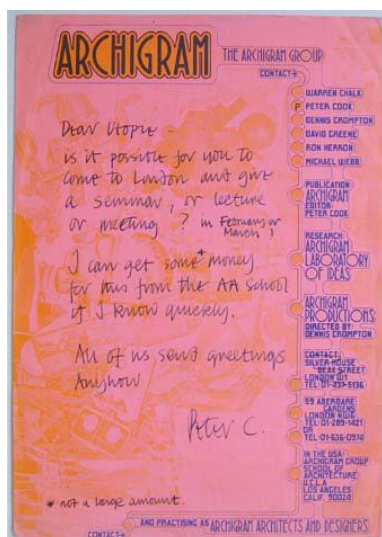 ARCHIGRAM THE ARCHIGRAM GROUP
CONTACT→
WARREN CHALK
P PETER COOK
DENNIS CROMPTON
DAVID GREENE
RON HERRON
MICHAEL WEBB
PUBLICATION
ARCHIGRAM
EDITOR:
PETER COOK
RESEARCH:
ARCHIGRAM
LABORATORY
OF IDEAS
ARCHIGRAM
PRODUCTIONS:
DIRECTED BY:
DENNIS CROMPTON
CONTACT:
SILVER HOUSE
BEAK STREET
LONDON W1
TEL·01-437-5136
59 ABERDARE
GARDENS
LONDON NW6
TEL·01-289-1421
OR
TEL·01-636-0974
IN THE USA:
ARCHIGRAM GROUP
SCHOOL OF
ARCHITECTURE
U.C.L.A
LOS ANGELES
CALIF. 90024
Dear Utopie –
is it possible for you to
come to London and give
a seminar, or lecture
or meeting ? in February or
March ?
I can get some* money
for this from the AA school
if I know quickly.
All of us send greetings
Anyhow
Peter C.
* not a large amount.
CONTACT→ AND PRACTISING AS ARCHIGRAM ARCHITECTS AND DESIGNERS